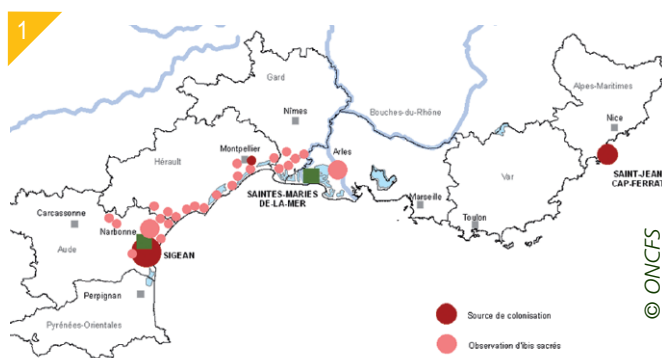 1
Gard
Alpes-Maritimes
Bouches-du-Rhône
Nîmes
Nice
Montpellier
Arles
Hérault
SAINT-JEAN
CAP-FERRAT
Var
SAINTES-MARIES
DE-LA-MER
Marseille
Toulon
Carcassonne
Narbonne
Aude
SIGEAN
Perpignan
Pyrénées-Orientales
Source de colonisation
Observation d'ibis sacrés
© ONCFS